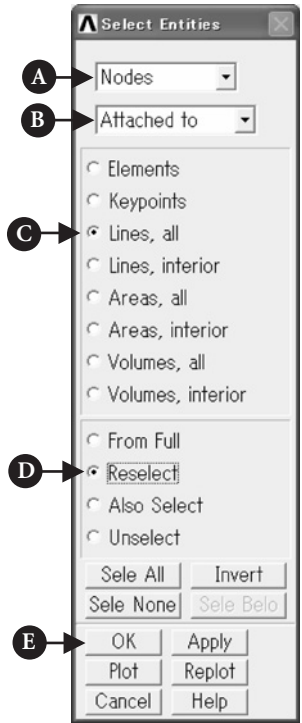 Select Entities
A Nodes
B Attached to
Elements
Keypoints
C Lines, all
Lines, interior
Areas, all
Areas, interior
Volumes, all
Volumes, interior
From Full
D Reselect
Also Select
Unselect
Sele All Invert
Sele None Sele Belo
E OK Apply
Plot Replot
Cancel Help